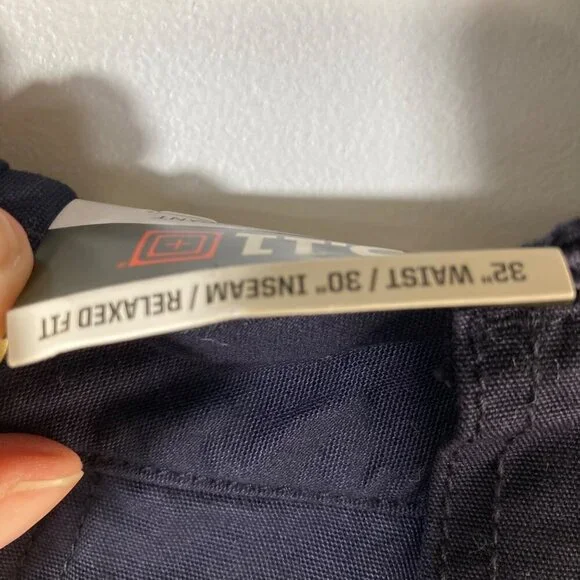 32" WAIST / 30" INSEAM / RELAXED FIT